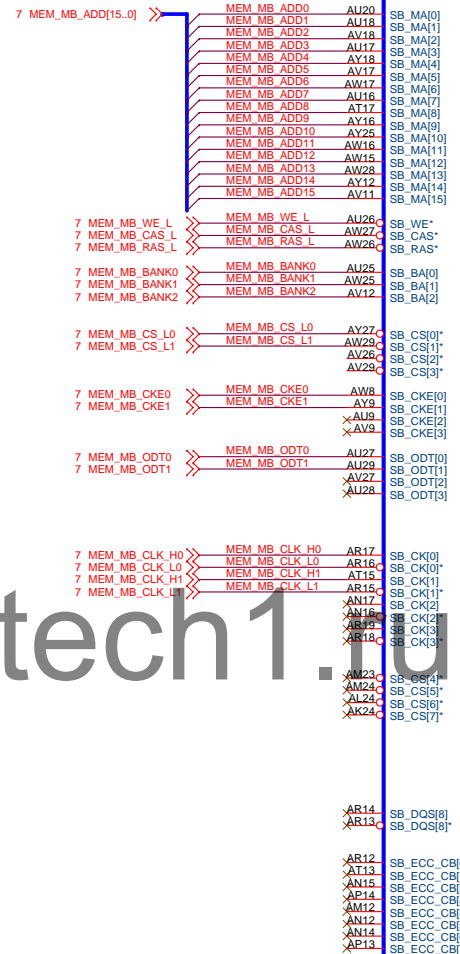 7 MEM_MB_ADD[15..0]
MEM_MB_ADD0 AU20 SB_MA[0]
MEM_MB_ADD1 AU18 SB_MA[1]
MEM_MB_ADD2 AV18 SB_MA[2]
MEM_MB_ADD3 AU17 SB_MA[3]
MEM_MB_ADD4 AY18 SB_MA[4]
MEM_MB_ADD5 AV17 SB_MA[5]
MEM_MB_ADD6 AW17 SB_MA[6]
MEM_MB_ADD7 AU16 SB_MA[7]
MEM_MB_ADD8 AT17 SB_MA[8]
MEM_MB_ADD9 AY16 SB_MA[9]
MEM_MB_ADD10 AY25 SB_MA[10]
MEM_MB_ADD11 AW16 SB_MA[11]
MEM_MB_ADD12 AW15 SB_MA[12]
MEM_MB_ADD13 AW28 SB_MA[13]
MEM_MB_ADD14 AY12 SB_MA[14]
MEM_MB_ADD15 AV11 SB_MA[15]
7 MEM_MB_WE_L MEM_MB_WE_L AU26 SB_WE*
7 MEM_MB_CAS_L MEM_MB_CAS_L AW27 SB_CAS*
7 MEM_MB_RAS_L MEM_MB_RAS_L AW26 SB_RAS*
7 MEM_MB_BANK0 MEM_MB_BANK0 AU25 SB_BA[0]
7 MEM_MB_BANK1 MEM_MB_BANK1 AW25 SB_BA[1]
7 MEM_MB_BANK2 MEM_MB_BANK2 AV12 SB_BA[2]
7 MEM_MB_CS_L0 MEM_MB_CS_L0 AY27 SB_CS[0]*
7 MEM_MB_CS_L1 MEM_MB_CS_L1 AW29 SB_CS[1]*
AV26 SB_CS[2]*
AV29 SB_CS[3]*
7 MEM_MB_CKE0 MEM_MB_CKE0 AW8 SB_CKE[0]
7 MEM_MB_CKE1 MEM_MB_CKE1 AY9 SB_CKE[1]
AU9 SB_CKE[2]
AV9 SB_CKE[3]
7 MEM_MB_ODT0 MEM_MB_ODT0 AU27 SB_ODT[0]
7 MEM_MB_ODT1 MEM_MB_ODT1 AU29 SB_ODT[1]
AV27 SB_ODT[2]
AU28 SB_ODT[3]
7 MEM_MB_CLK_H0 MEM_MB_CLK_H0 AR17 SB_CK[0]
7 MEM_MB_CLK_L0 MEM_MB_CLK_L0 AR16 SB_CK[0]*
7 MEM_MB_CLK_H1 MEM_MB_CLK_H1 AT15 SB_CK[1]
7 MEM_MB_CLK_L1 MEM_MB_CLK_L1 AR15 SB_CK[1]*
AN17 SB_CK[2]
AN16 SB_CK[2]*
AR19 SB_CK[3]
AR18 SB_CK[3]*
tech1.ru
AM23 SB_CS[4]*
AM24 SB_CS[5]*
AL24 SB_CS[6]*
AK24 SB_CS[7]*
AR14 SB_DQS[8]
AR13 SB_DQS[8]*
AR12 SB_ECC_CB[
AT13 SB_ECC_CB[
AN15 SB_ECC_CB[
AP14 SB_ECC_CB[
AM12 SB_ECC_CB[
AN12 SB_ECC_CB[
AN14 SB_ECC_CB[
AP13 SB_ECC_CB[